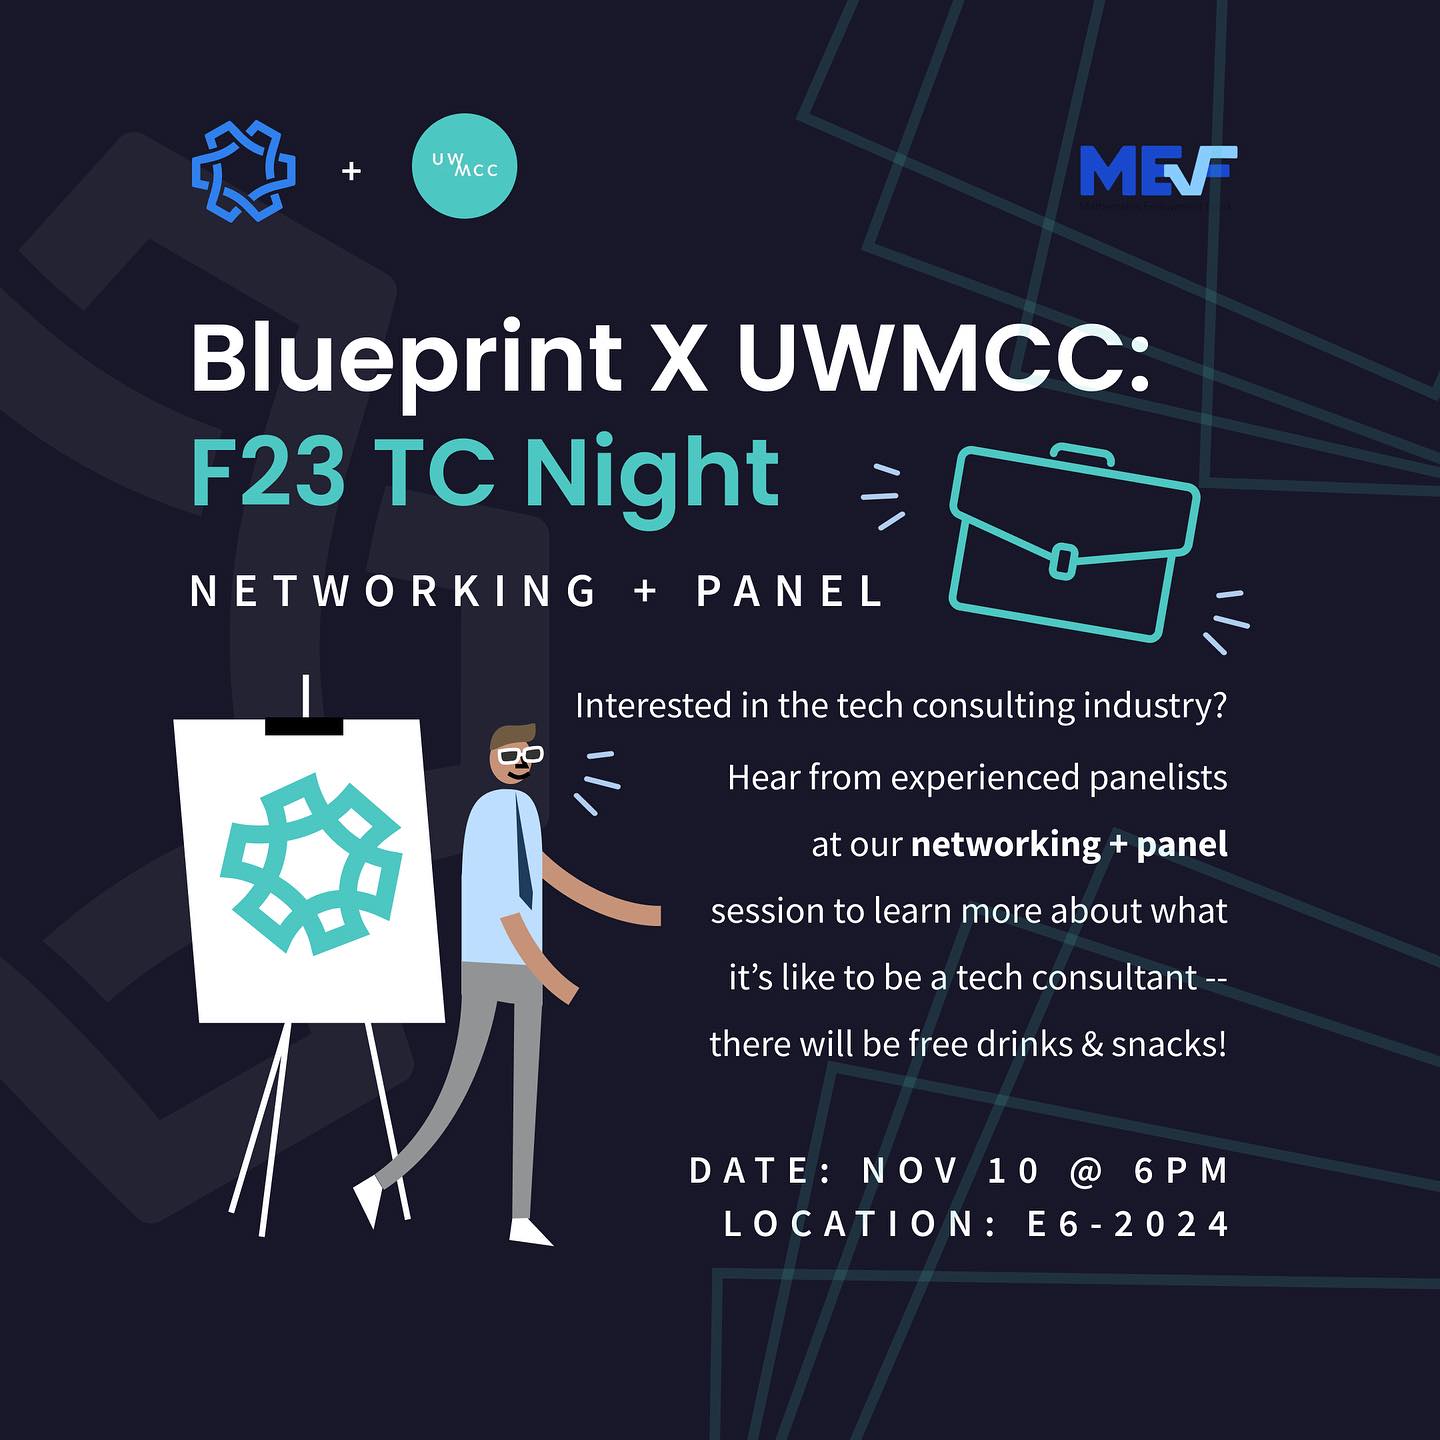 +
UW
MCC
MEVF
Blueprint X UWMCC:
F23 TC Night
NETWORKING + PANEL
Interested in the tech consulting industry?
Hear from experienced panelists
at our networking + panel
session to learn more about what
it’s like to be a tech consultant --
there will be free drinks & snacks!
DATE: NOV 10 @ 6PM
LOCATION: E6-2024